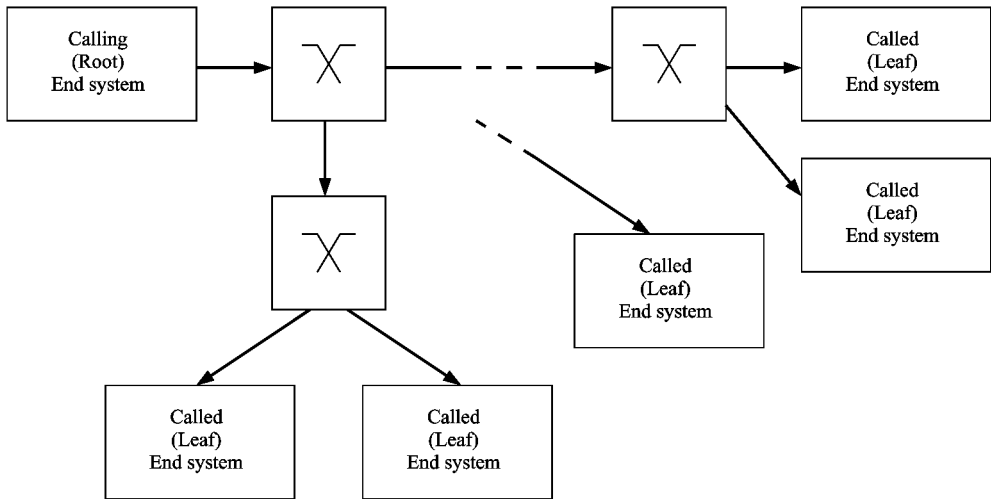 Calling
(Root)
End system
Called
(Leaf)
End system
Called
(Leaf)
End system
Called
(Leaf)
End system
Called
(Leaf)
End system
Called
(Leaf)
End system